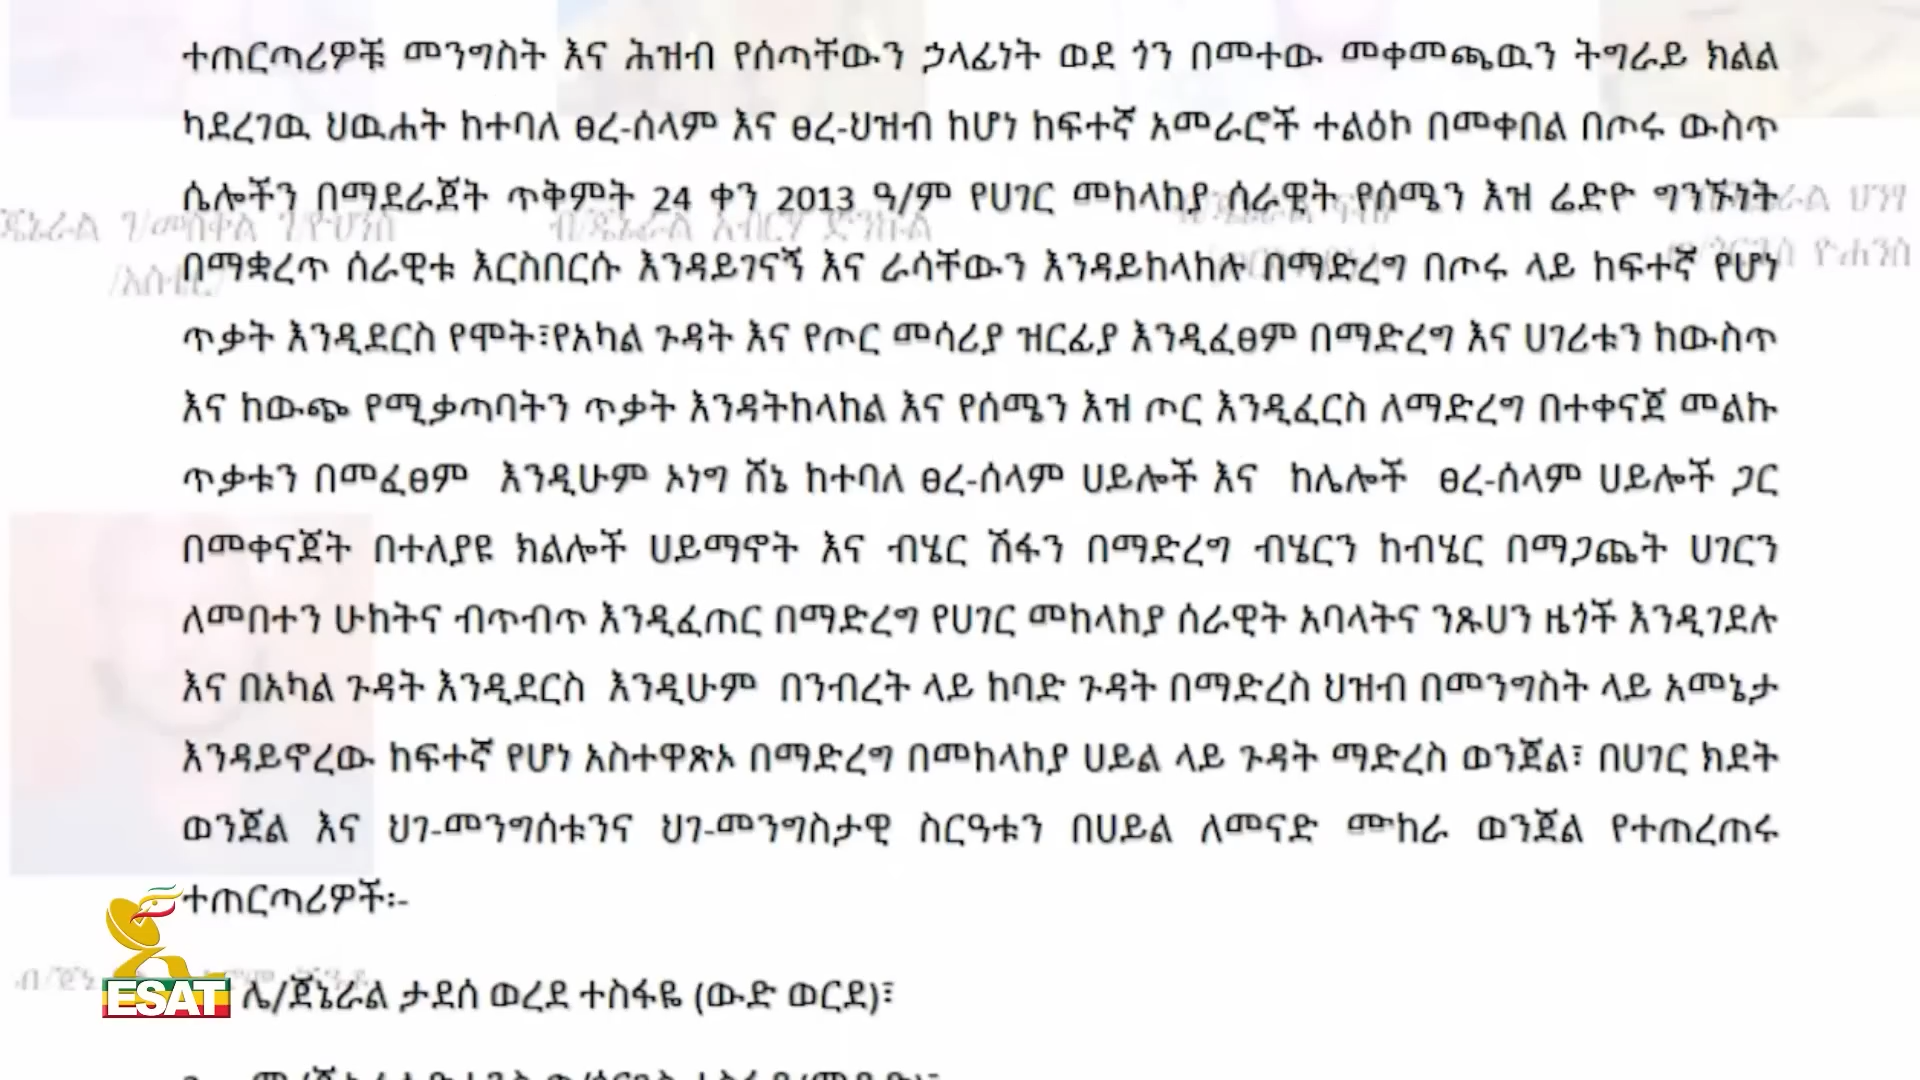 ተጠርጣሪዎቹ መንግስት እና ሕዝብ የሰጣቸውን ኃላፊነት ወደ ጎን በመተው መቀመጫዉን ትግራይ ክልል
ካደረገዉ ህዉሐት ከተባለ ፀረ-ሰላም እና ፀረ-ህዝብ ከሆነ ከፍተኛ አመራሮች ተልዕኮ በመቀበል በጦሩ ውስጥ
ሴሎችን በማደራጀት ጥቅምት 24 ቀን 2013 ዓ/ም የሀገር መከላከያ ሰራዊት የሰሜን እዝ ሬድዮ ግንኙነት
በማቋረጥ ሰራዊቱ እርስበርሱ እንዳይገናኝ እና ራሳቸውን እንዳይከላከሉ በማድረግ በጦሩ ላይ ከፍተኛ የሆነ
ጥቃት እንዲደርስ የሞት፣የአካል ጉዳት እና የጦር መሳሪያ ዝርፊያ እንዲፈፀም በማድረግ እና ሀገሪቱን ከውስጥ
እና ከውጭ የሚቃጣባትን ጥቃት እንዳትከላከል እና የሰሜን እዝ ጦር እንዲፈርስ ለማድረግ በተቀናጀ መልኩ
ጥቃቱን በመፈፀም እንዲሁም ኦነግ ሸኔ ከተባለ ፀረ-ሰላም ሀይሎች እና ከሌሎች ፀረ-ሰላም ሀይሎች ጋር
በመቀናጀት በተለያዩ ክልሎች ሀይማኖት እና ብሄር ሽፋን በማድረግ ብሄርን ከብሄር በማጋጨት ሀገርን
ለመበተን ሁከትና ብጥብጥ እንዲፈጠር በማድረግ የሀገር መከላከያ ሰራዊት አባላትና ንጹሀን ዜጎች እንዲገደሉ
እና በአካል ጉዳት እንዲደርስ እንዲሁም በንብረት ላይ ከባድ ጉዳት በማድረስ ህዝብ በመንግስት ላይ አመኔታ
እንዳይኖረው ከፍተኛ የሆነ አስተዋጽኦ በማድረግ በመከላከያ ሀይል ላይ ጉዳት ማድረስ ወንጀል፣ በሀገር ክደት
ወንጀል እና ህገ-መንግሰቱንና ህገ-መንግስታዊ ስርዓቱን በሀይል ለመናድ ሙከራ ወንጀል የተጠረጠሩ
ተጠርጣሪዎች፡-
ሌ/ጀኔራል ታደሰ ወረደ ተስፋዬ (ውድ ወርደ)፣
ESAT